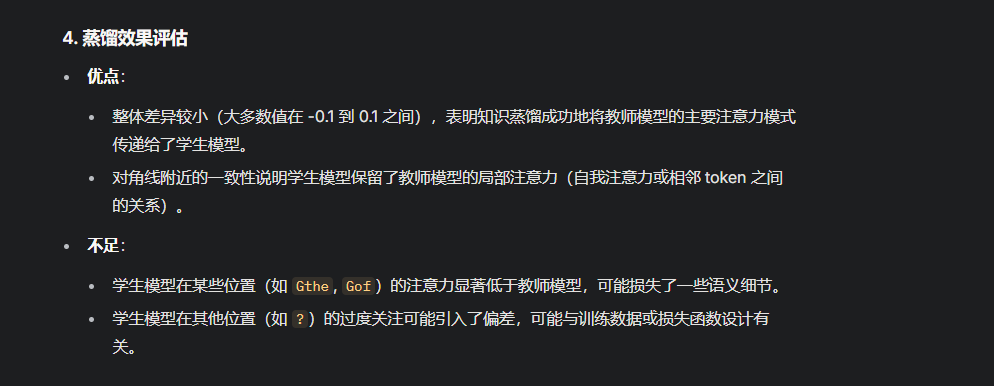 4. 蒸馏效果评估
• 优点：
• 整体差异较小（大多数值在 -0.1 到 0.1 之间），表明知识蒸馏成功地将教师模型的主要注意力模式
传递给了学生模型。
• 对角线附近的一致性说明学生模型保留了教师模型的局部注意力（自我注意力或相邻 token 之间
的关系）。
• 不足：
• 学生模型在某些位置（如 Gthe, Gof）的注意力显著低于教师模型，可能损失了一些语义细节。
• 学生模型在其他位置（如 ?）的过度关注可能引入了偏差，可能与训练数据或损失函数设计有
关。